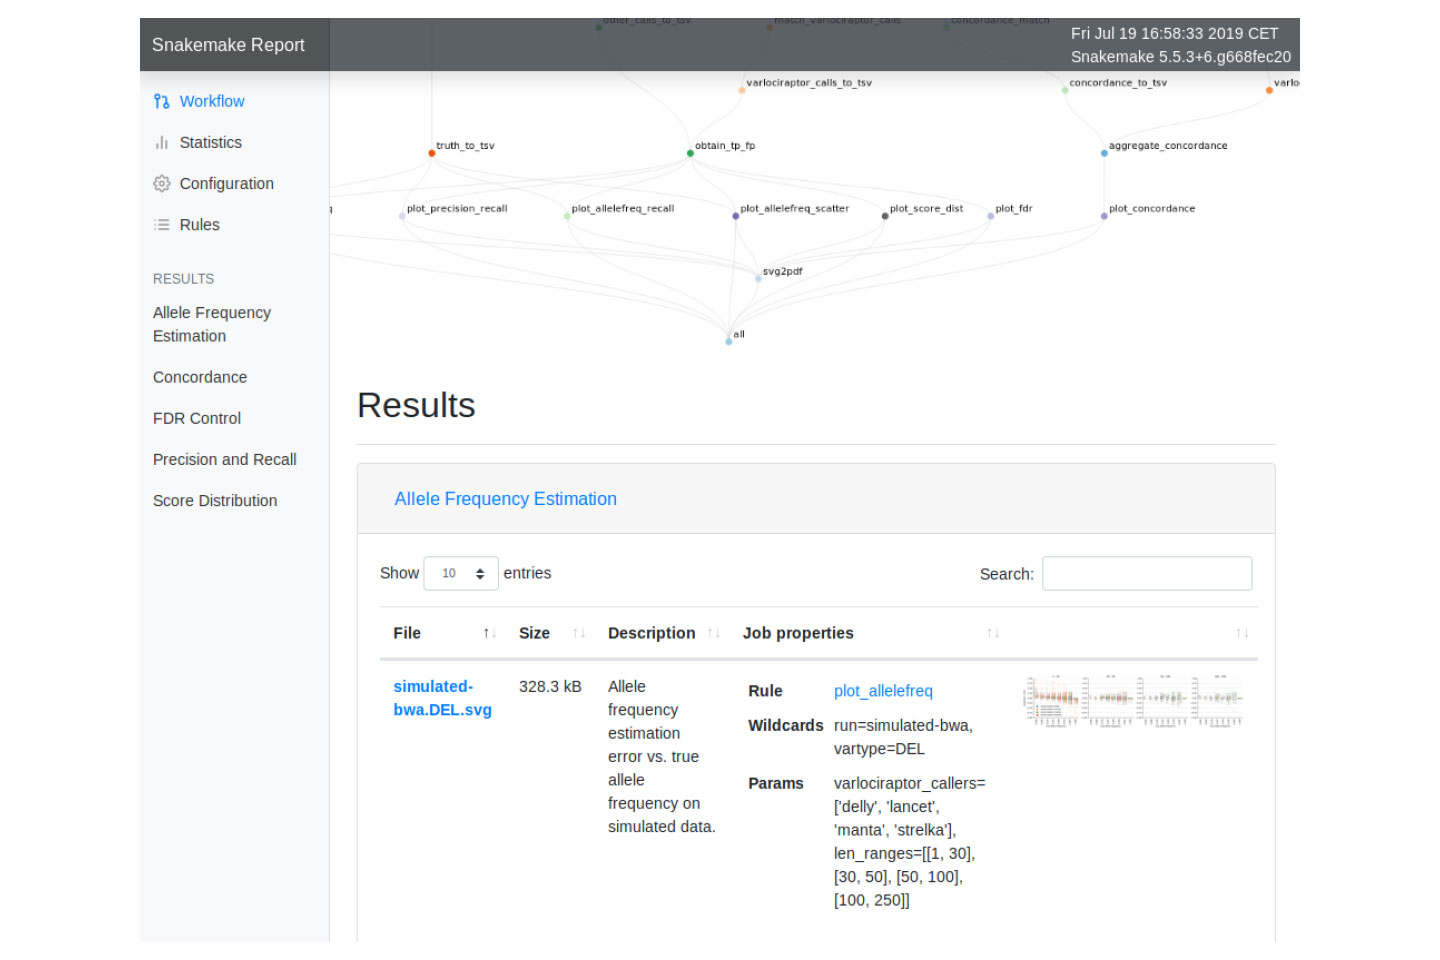 Snakemake Report
Fri Jul 19 16:58:33 2019 CET
Snakemake 5.5.3+6.g668fec20
other_calls_to_tsv
match_varlociraptor_calls
concordance_match
Workflow
Statistics
Configuration
Rules
RESULTS
Allele Frequency
Estimation
Concordance
FDR Control
Precision and Recall
Score Distribution
varlociraptor_calls_to_tsv
concordance_to_tsv
varlo
truth_to_tsv
obtain_tp_fp
aggregate_concordance
plot_precision_recall
plot_allelefreq_recall
plot_allelefreq_scatter
plot_score_dist
plot_fdr
plot_concordance
svg2pdf
all
Results
Allele Frequency Estimation
Show 10 entries
Search:
File Size Description Job properties
simulated-
bwa.DEL.svg
328.3 kB
Allele
frequency
estimation
error vs. true
allele
frequency on
simulated data.
Rule plot_allelefreq
Wildcards run=simulated-bwa,
vartype=DEL
Params varlociraptor_callers=
['delly', 'lancet',
'manta', 'strelka'],
len_ranges=[[1, 30],
[30, 50], [50, 100],
[100, 250]]